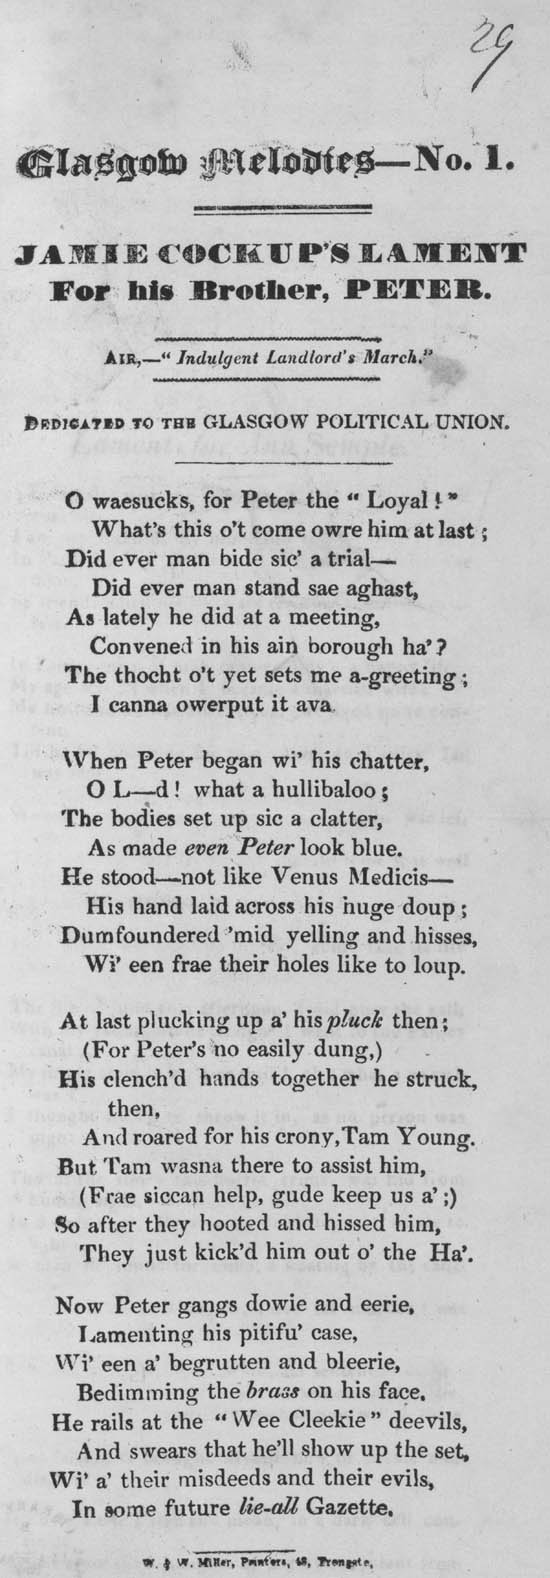 29
Glasgow Melodies—No. 1.
JAMIE COCKUP'S LAMENT
For his Brother, PETER.
AIR,—“ Indulgent Landlord's March.”
DEDICATED TO THE GLASGOW POLITICAL UNION.
O waesucks, for Peter the “ Loyal !”
What's this o't come owre him at last ;
Did ever man bide sic' a trial—
Did ever man stand sae aghast,
As lately he did at a meeting,
Convened in his ain borough ha' ?
The thocht o't yet sets me a-greeting ;
I canna owerput it ava.
When Peter began wi' his chatter,
O L—d ! what a hullibaloo ;
The bodies set up sic a clatter,
As made even Peter look blue.
He stood—not like Venus Medicis—
His hand laid across his huge doup ;
Dumfoundered 'mid yelling and hisses,
Wi' een frae their holes like to loup.
At last plucking up a' his pluck then ;
(For Peter's no easily dung,)
His clench'd hands together he struck,
then,
And roared for his crony, Tam Young.
But Tam wasna there to assist him,
(Frae siccan help, gude keep us a' ;)
So after they hooted and hissed him,
They just kick'd him out o' the Ha'.
Now Peter gangs dowie and eerie,
Lamenting his pitifu' case,
Wi' een a' begrutten and bleerie,
Bedimming the brass on his face.
He rails at the “ Wee Cleekie ” deevils,
And swears that he'll show up the set,
Wi' a' their misdeeds and their evils,
In some future lie-all Gazette.
W. & W. Miller, Printers, 48, Trongate,